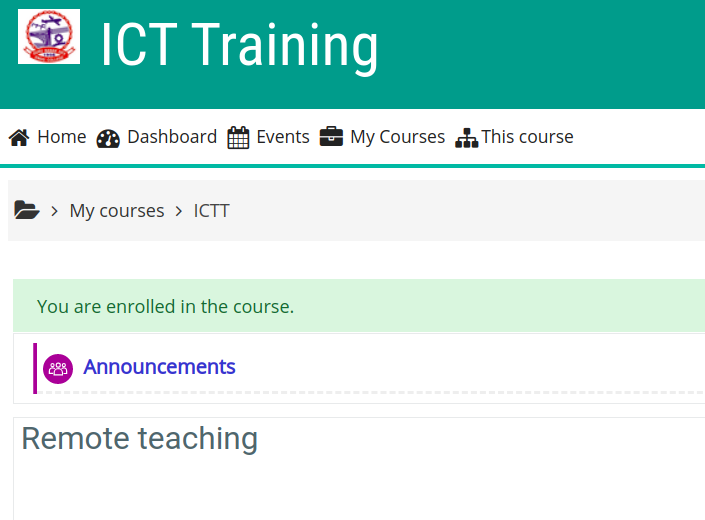 ICT Training
Home Dashboard Events My Courses This course
My courses > ICTT
You are enrolled in the course.
Announcements
Remote teaching